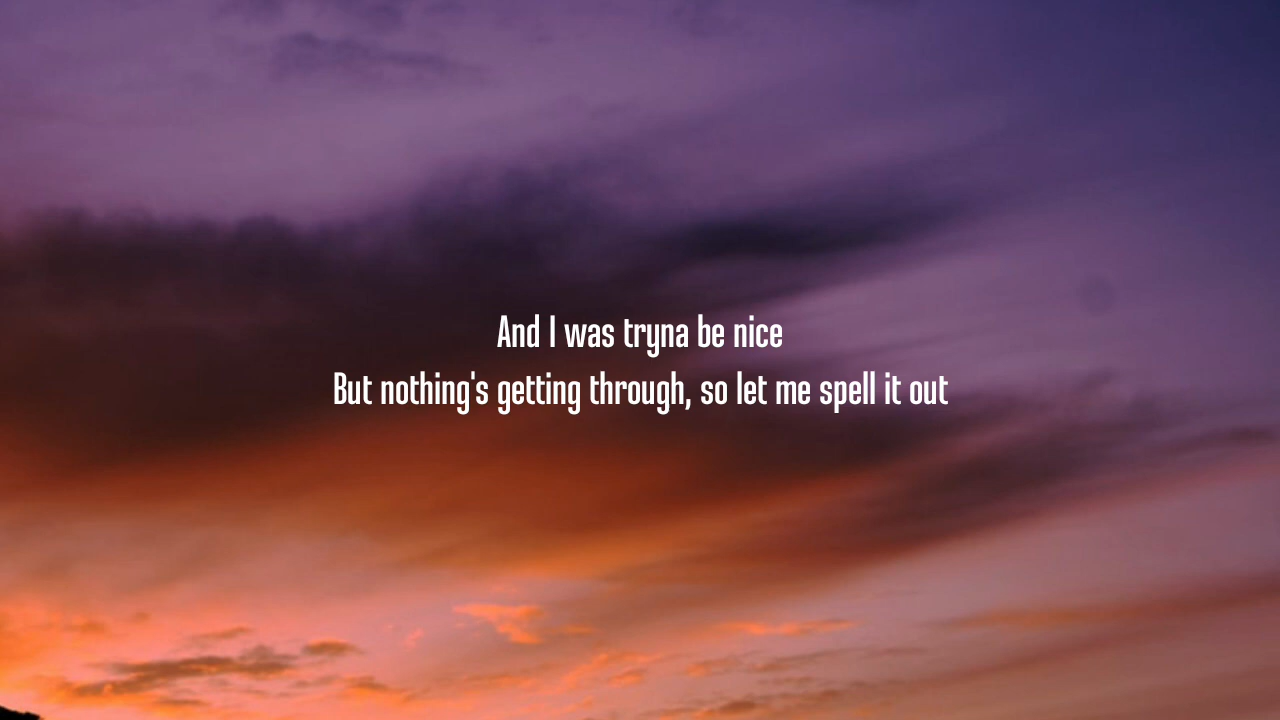 And I was tryna be nice
But nothing's getting through, so let me spell it out